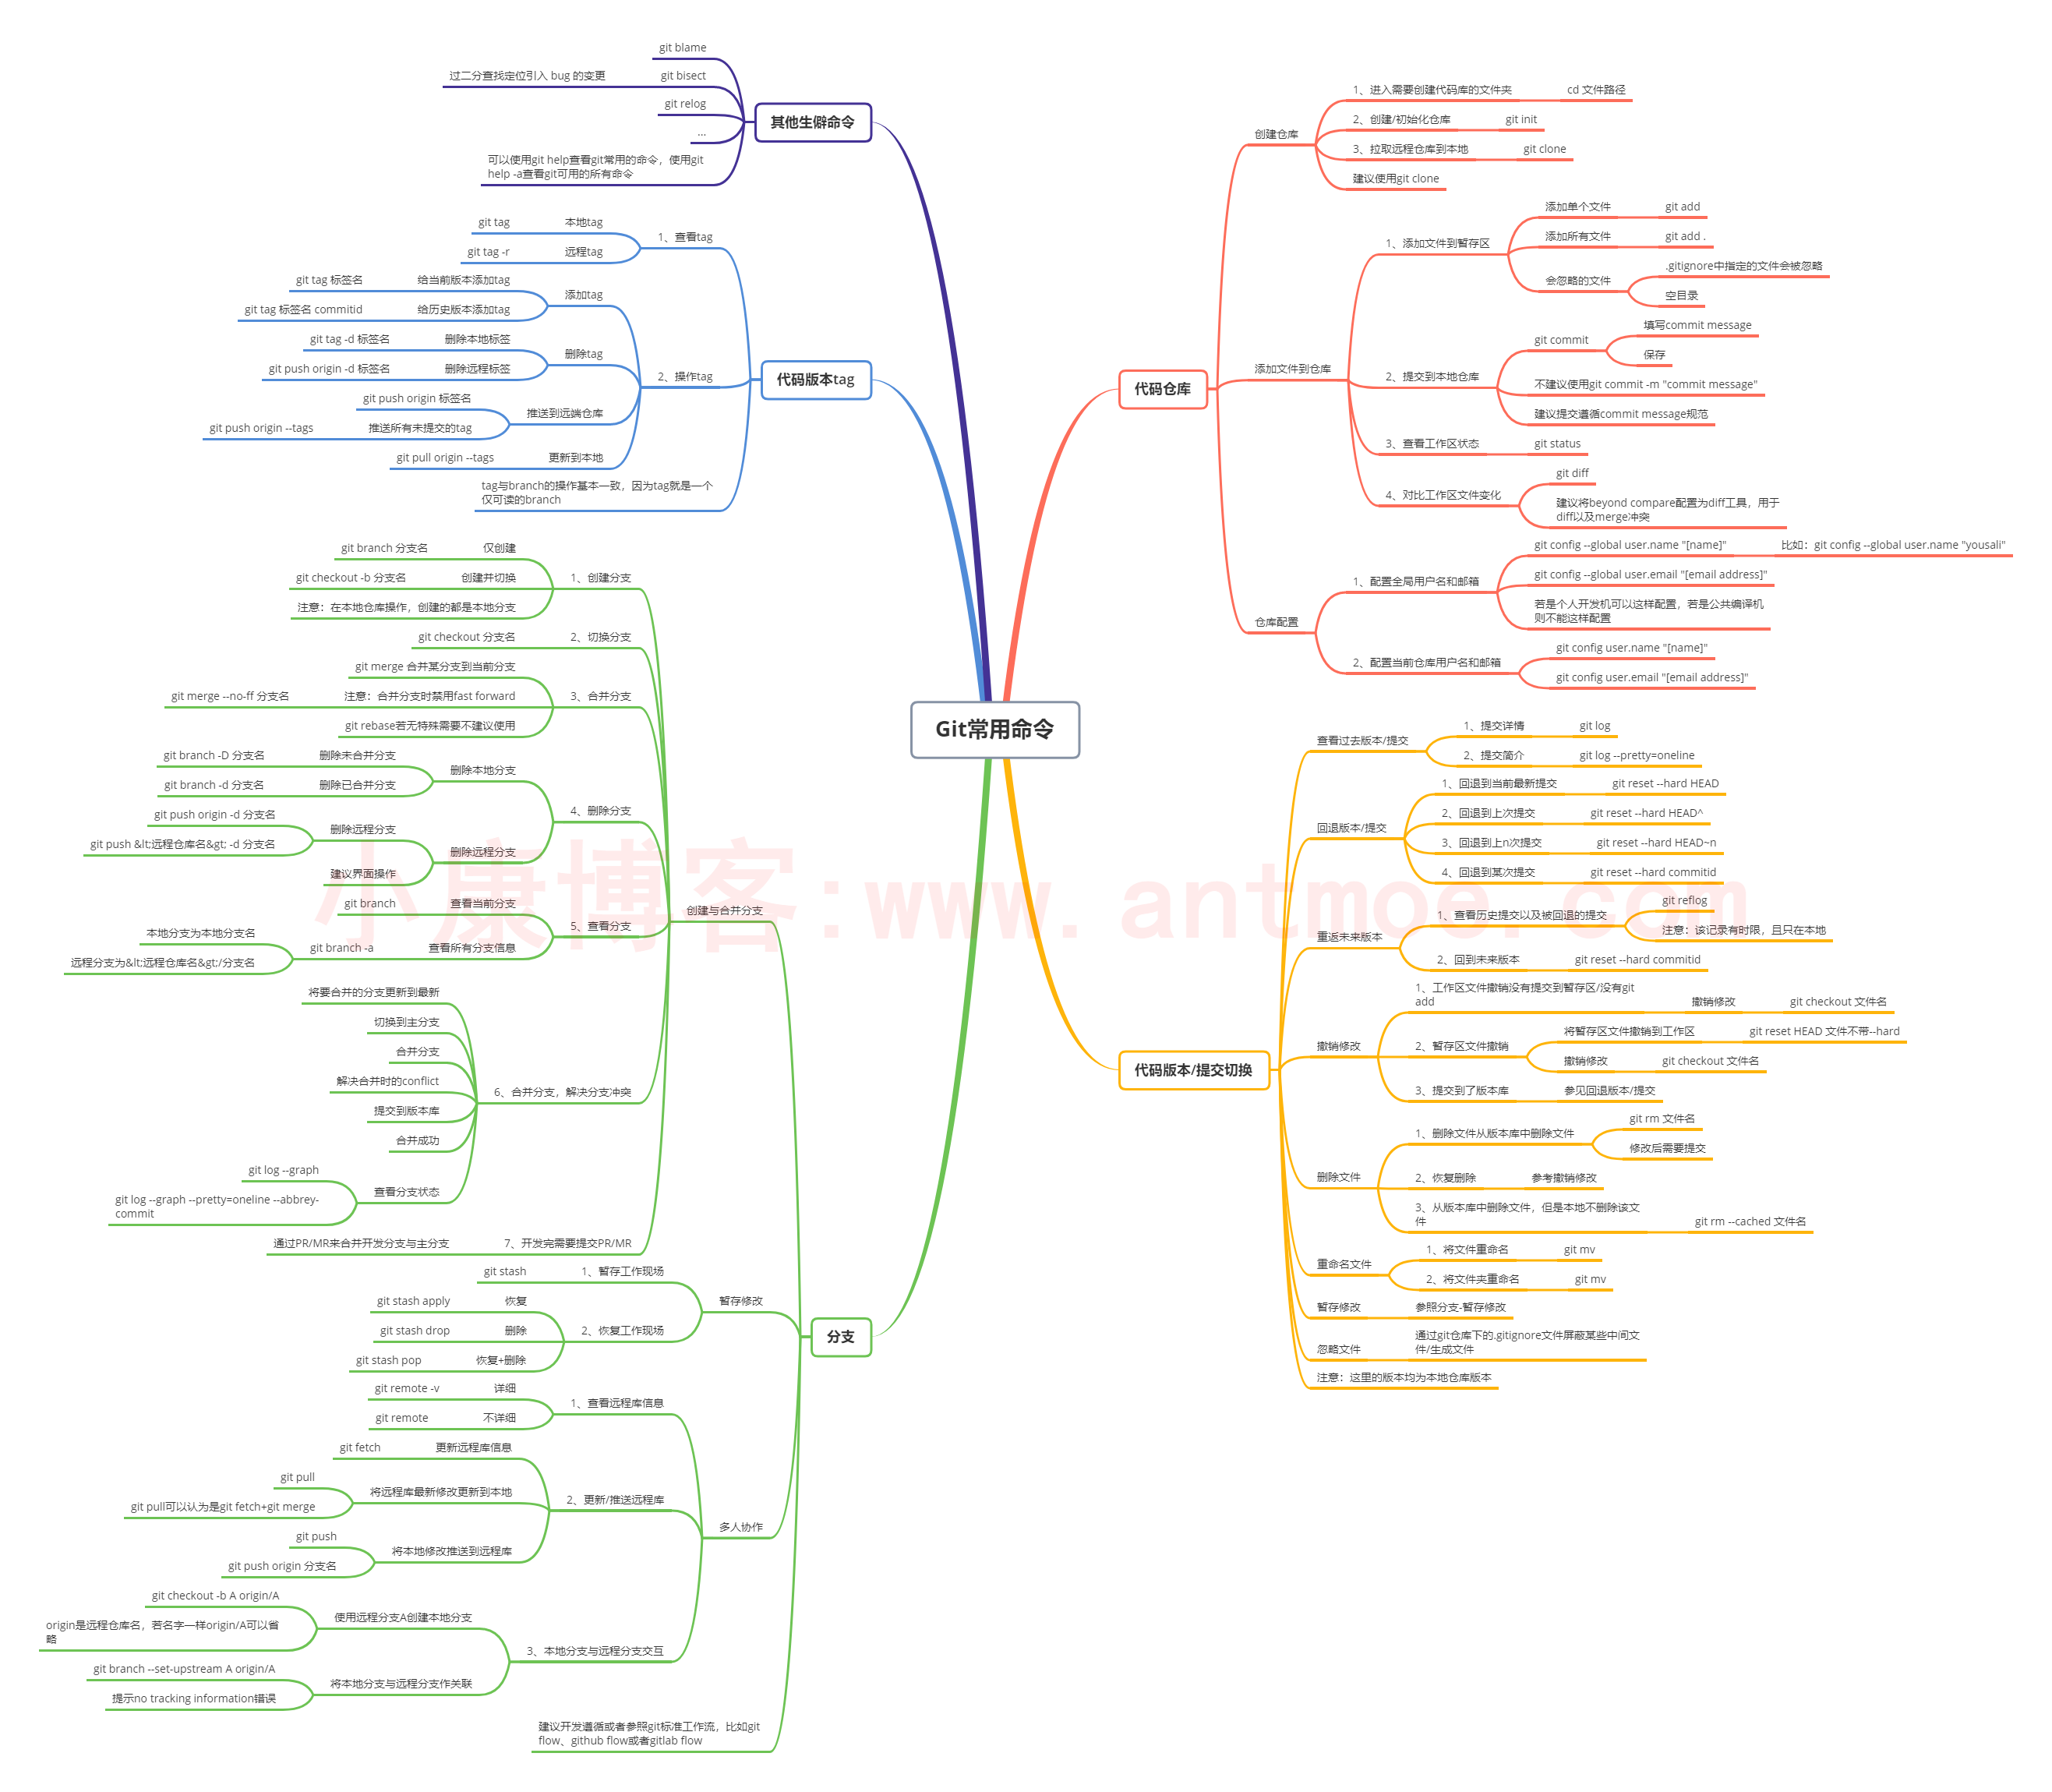 Git常用命令
代码仓库
创建仓库
1、进入需要创建代码库的文件夹
cd 文件路径
2、创建/初始化仓库
git init
3、拉取远程仓库到本地
git clone
建议使用git clone
添加文件到仓库
1、添加文件到暂存区
添加单个文件
git add
添加所有文件
git add .
会忽略的文件
.gitignore中指定的文件会被忽略
空目录
2、提交到本地仓库
git commit
填写commit message
保存
不建议使用git commit -m "commit message"
建议提交遵循commit message规范
3、查看工作区状态
git status
4、对比工作区文件变化
git diff
建议将beyond compare配置为diff工具，用于
diff以及merge冲突
仓库配置
1、配置全局用户名和邮箱
git config --global user.name "[name]"
比如：git config --global user.name "yousali"
git config --global user.email "[email address]"
若是个人开发机可以这样配置，若是公共编译机
则不能这样配置
2、配置当前仓库用户名和邮箱
git config user.name "[name]"
git config user.email "[email address]"
代码版本/提交切换
查看过去版本/提交
1、提交详情
git log
2、提交简介
git log --pretty=oneline
回退版本/提交
1、回退到当前最新提交
git reset --hard HEAD
2、回退到上次提交
git reset --hard HEAD^
3、回退到上n次提交
git reset --hard HEAD~n
4、回退到某次提交
git reset --hard commitid
重返未来版本
1、查看历史提交以及被回退的提交
git reflog
注意：该记录有时限，且只在本地
2、回到未来版本
git reset --hard commitid
撤销修改
1、工作区文件撤销没有提交到暂存区/没有git
add
撤销修改
git checkout 文件名
2、暂存区文件撤销
将暂存区文件撤销到工作区
git reset HEAD 文件不带--hard
撤销修改
git checkout 文件名
3、提交到了版本库
参见回退版本/提交
删除文件
1、删除文件从版本库中删除文件
git rm 文件名
修改后需要提交
2、恢复删除
参考撤销修改
3、从版本库中删除文件，但是本地不删除该文
件
git rm --cached 文件名
重命名文件
1、将文件重命名
git mv
2、将文件夹重命名
git mv
暂存修改
参照分支-暂存修改
忽略文件
通过git仓库下的.gitignore文件屏蔽某些中间文
件/生成文件
注意：这里的版本均为本地仓库版本
其他生僻命令
git blame
git bisect
过二分查找定位引入 bug 的变更
git relog
...
可以使用git help查看git常用的命令，使用git
help -a查看git可用的所有命令
代码版本tag
1、查看tag
本地tag
git tag
远程tag
git tag -r
2、操作tag
添加tag
给当前版本添加tag
git tag 标签名
给历史版本添加tag
git tag 标签名 commitid
删除tag
删除本地标签
git tag -d 标签名
删除远程标签
git push origin -d 标签名
推送到远端仓库
git push origin 标签名
推送所有未提交的tag
git push origin --tags
更新到本地
git pull origin --tags
tag与branch的操作基本一致，因为tag就是一个
仅可读的branch
分支
创建与合并分支
1、创建分支
仅创建
git branch 分支名
创建并切换
git checkout -b 分支名
注意：在本地仓库操作，创建的都是本地分支
2、切换分支
git checkout 分支名
3、合并分支
git merge 合并某分支到当前分支
注意：合并分支时禁用fast forward
git merge --no-ff 分支名
git rebase若无特殊需要不建议使用
4、删除分支
删除本地分支
删除未合并分支
git branch -D 分支名
删除已合并分支
git branch -d 分支名
删除远程分支
删除远程分支
git push origin -d 分支名
git push &lt;远程仓库名&gt; -d 分支名
建议界面操作
5、查看分支
查看当前分支
git branch
查看所有分支信息
git branch -a
本地分支为本地分支名
远程分支为&lt;远程仓库名&gt;/分支名
6、合并分支，解决分支冲突
将要合并的分支更新到最新
切换到主分支
合并分支
解决合并时的conflict
提交到版本库
合并成功
查看分支状态
git log --graph
git log --graph --pretty=oneline --abbrey-
commit
7、开发完需要提交PR/MR
通过PR/MR来合并开发分支与主分支
暂存修改
1、暂存工作现场
git stash
2、恢复工作现场
恢复
git stash apply
删除
git stash drop
恢复+删除
git stash pop
多人协作
1、查看远程库信息
详细
git remote -v
不详细
git remote
2、更新/推送远程库
更新远程库信息
git fetch
将远程库最新修改更新到本地
git pull
git pull可以认为是git fetch+git merge
将本地修改推送到远程库
git push
git push origin 分支名
3、本地分支与远程分支交互
使用远程分支A创建本地分支
git checkout -b A origin/A
origin是远程仓库名，若名字一样origin/A可以省
略
将本地分支与远程分支作关联
git branch --set-upstream A origin/A
提示no tracking information错误
建议开发遵循或者参照git标准工作流，比如git
flow、github flow或者gitlab flow
小康博客:www.antmoe.com